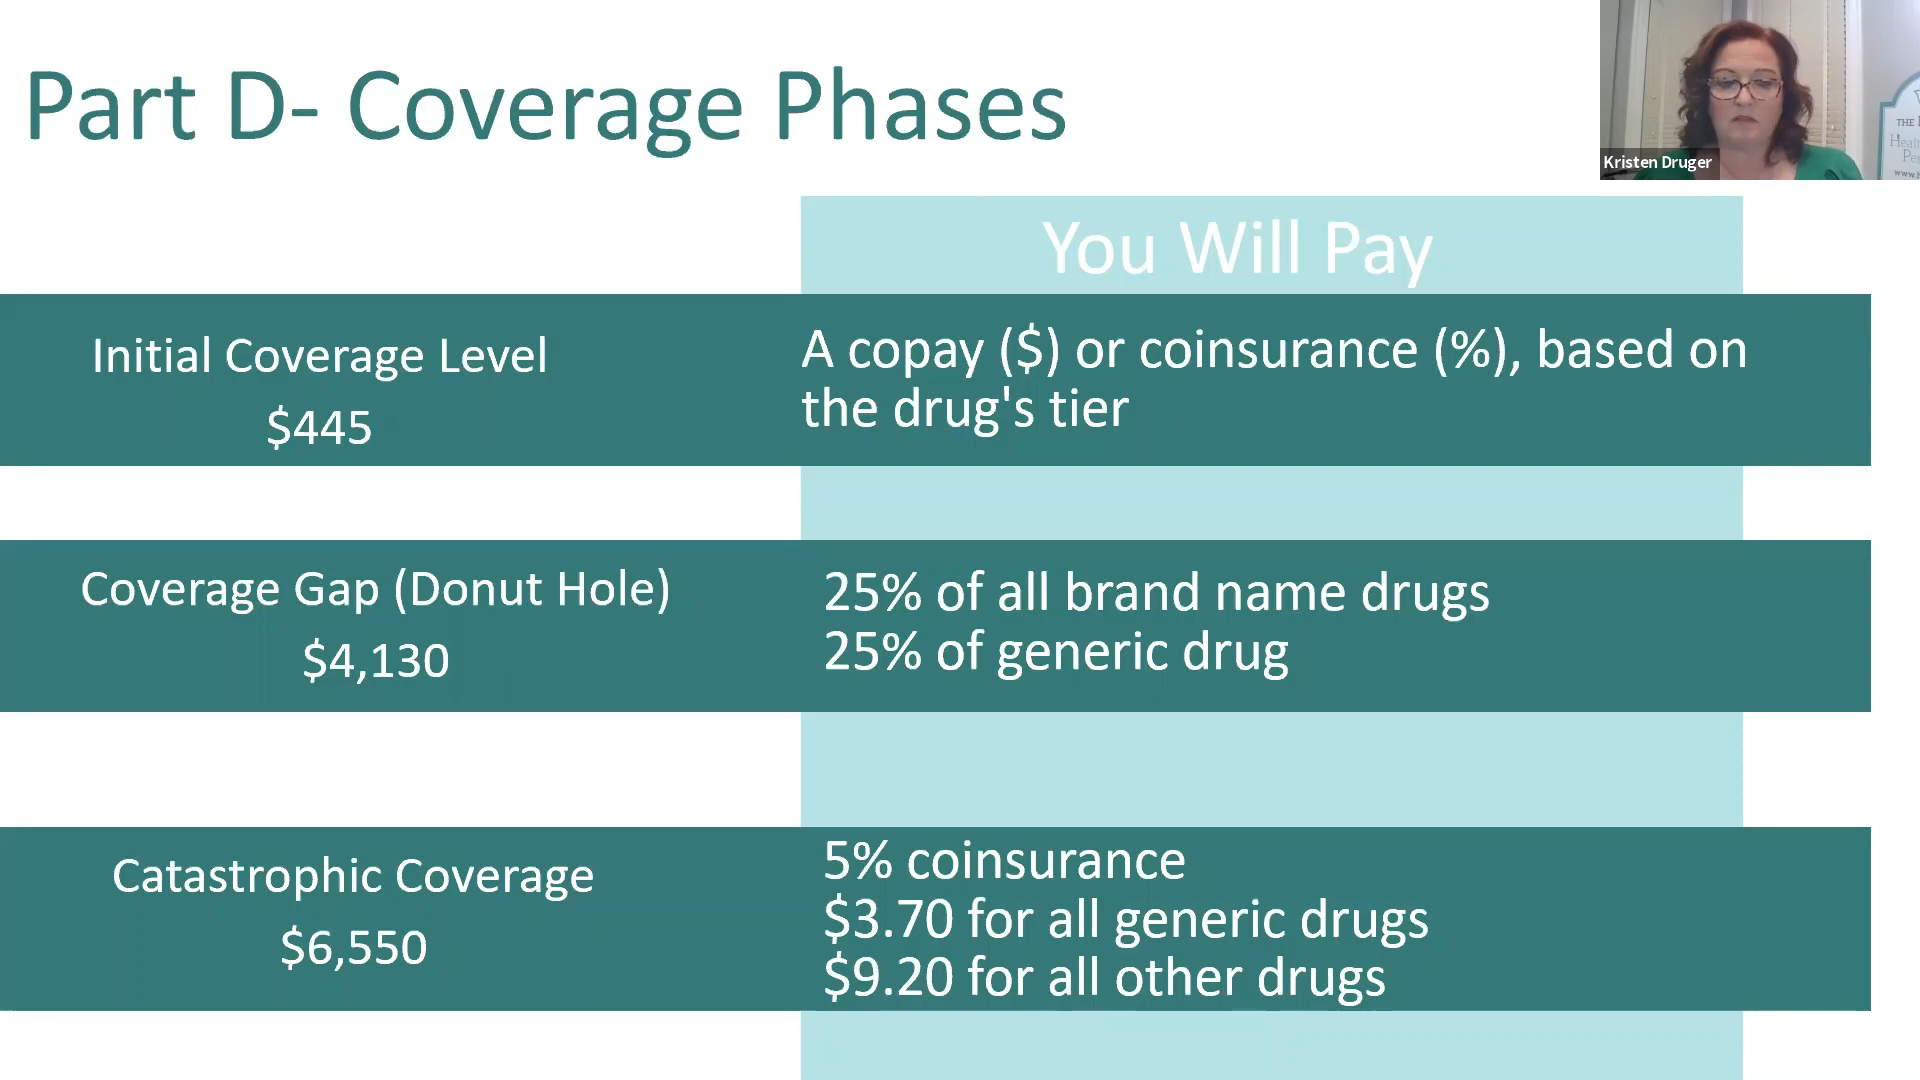 Part D- Coverage Phases
Kristen Druger
THE
www.
You Will Pay
Initial Coverage Level
$445
A copay ($) or coinsurance (%), based on
the drug's tier
Coverage Gap (Donut Hole)
$4,130
25% of all brand name drugs
25% of generic drug
Catastrophic Coverage
$6,550
5% coinsurance
$3.70 for all generic drugs
$9.20 for all other drugs